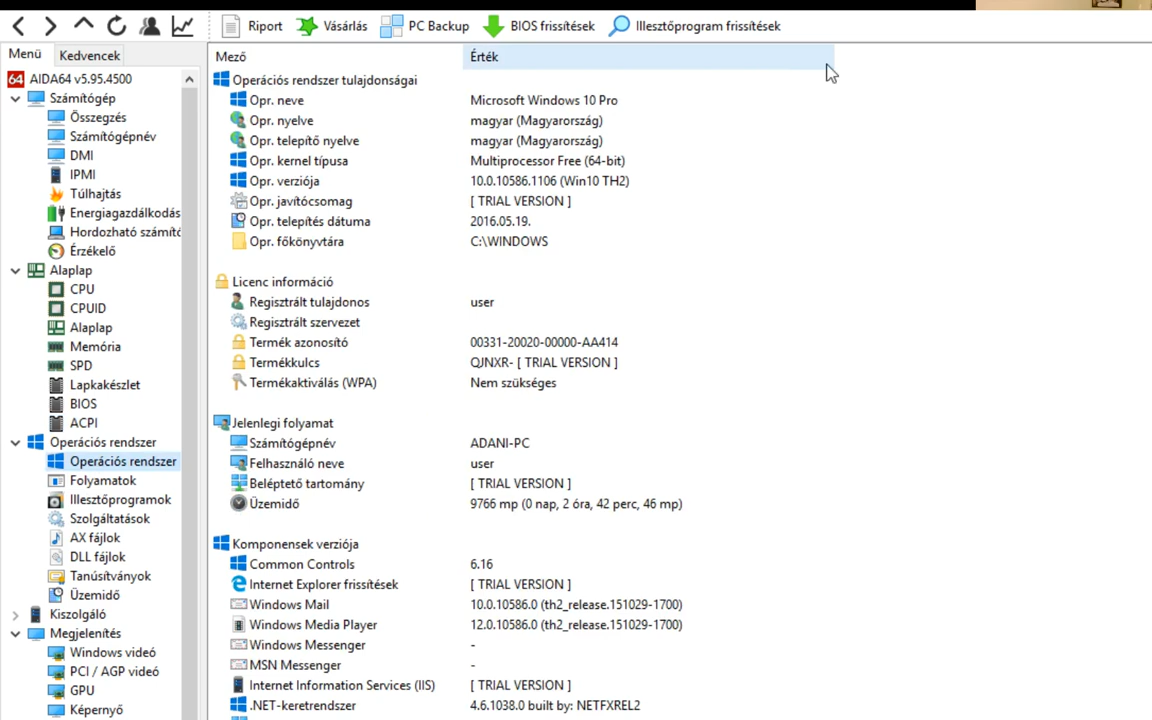 Riport Vásárlás PC Backup BIOS frissítések Illesztőprogram frissítések
Menü Kedvencek
64 AIDA64 v5.95.4500
Számítógép
Összegzés
Számítógépnév
DMI
IPMI
Túlhajtás
Energiagazdálkodás
Hordozható számító
Érzékelő
Alaplap
CPU
CPUID
Alaplap
Memória
SPD
Lapkakészlet
BIOS
ACPI
Operációs rendszer
Operációs rendszer
Folyamatok
Illesztőprogramok
Szolgáltatások
AX fájlok
DLL fájlok
Tanúsítványok
Üzemidő
Kiszolgáló
Megjelenítés
Windows videó
PCI / AGP videó
GPU
Képernyő
Mező Érték
Operációs rendszer tulajdonságai
Opr. neve Microsoft Windows 10 Pro
Opr. nyelve magyar (Magyarország)
Opr. telepítő nyelve magyar (Magyarország)
Opr. kernel típusa Multiprocessor Free (64-bit)
Opr. verziója 10.0.10586.1106 (Win10 TH2)
Opr. javítócsomag [ TRIAL VERSION ]
Opr. telepítés dátuma 2016.05.19.
Opr. főkönyvtára C:\WINDOWS
Licenc információ
Regisztrált tulajdonos user
Regisztrált szervezet
Termék azonosító 00331-20020-00000-AA414
Termékkulcs QJNXR- [ TRIAL VERSION ]
Termékaktiválás (WPA) Nem szükséges
Jelenlegi folyamat
Számítógépnév ADANI-PC
Felhasználó neve user
Beléptető tartomány [ TRIAL VERSION ]
Üzemidő 9766 mp (0 nap, 2 óra, 42 perc, 46 mp)
Komponensek verziója
Common Controls 6.16
Internet Explorer frissítések [ TRIAL VERSION ]
Windows Mail 10.0.10586.0 (th2_release.151029-1700)
Windows Media Player 12.0.10586.0 (th2_release.151029-1700)
Windows Messenger -
MSN Messenger -
Internet Information Services (IIS) [ TRIAL VERSION ]
.NET-keretrendszer 4.6.1038.0 built by: NETFXREL2